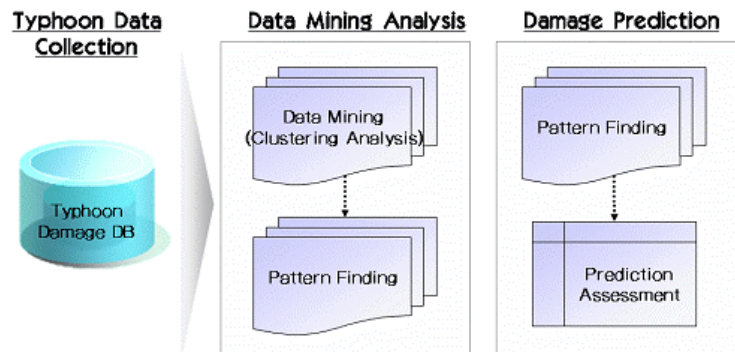 Typhoon Data
Collection
Typhoon
Damage DB
Data Mining Analysis
Data Mining
(Clustering Analysis)
Pattern Finding
Damage Prediction
Pattern Finding
Prediction
Assessment